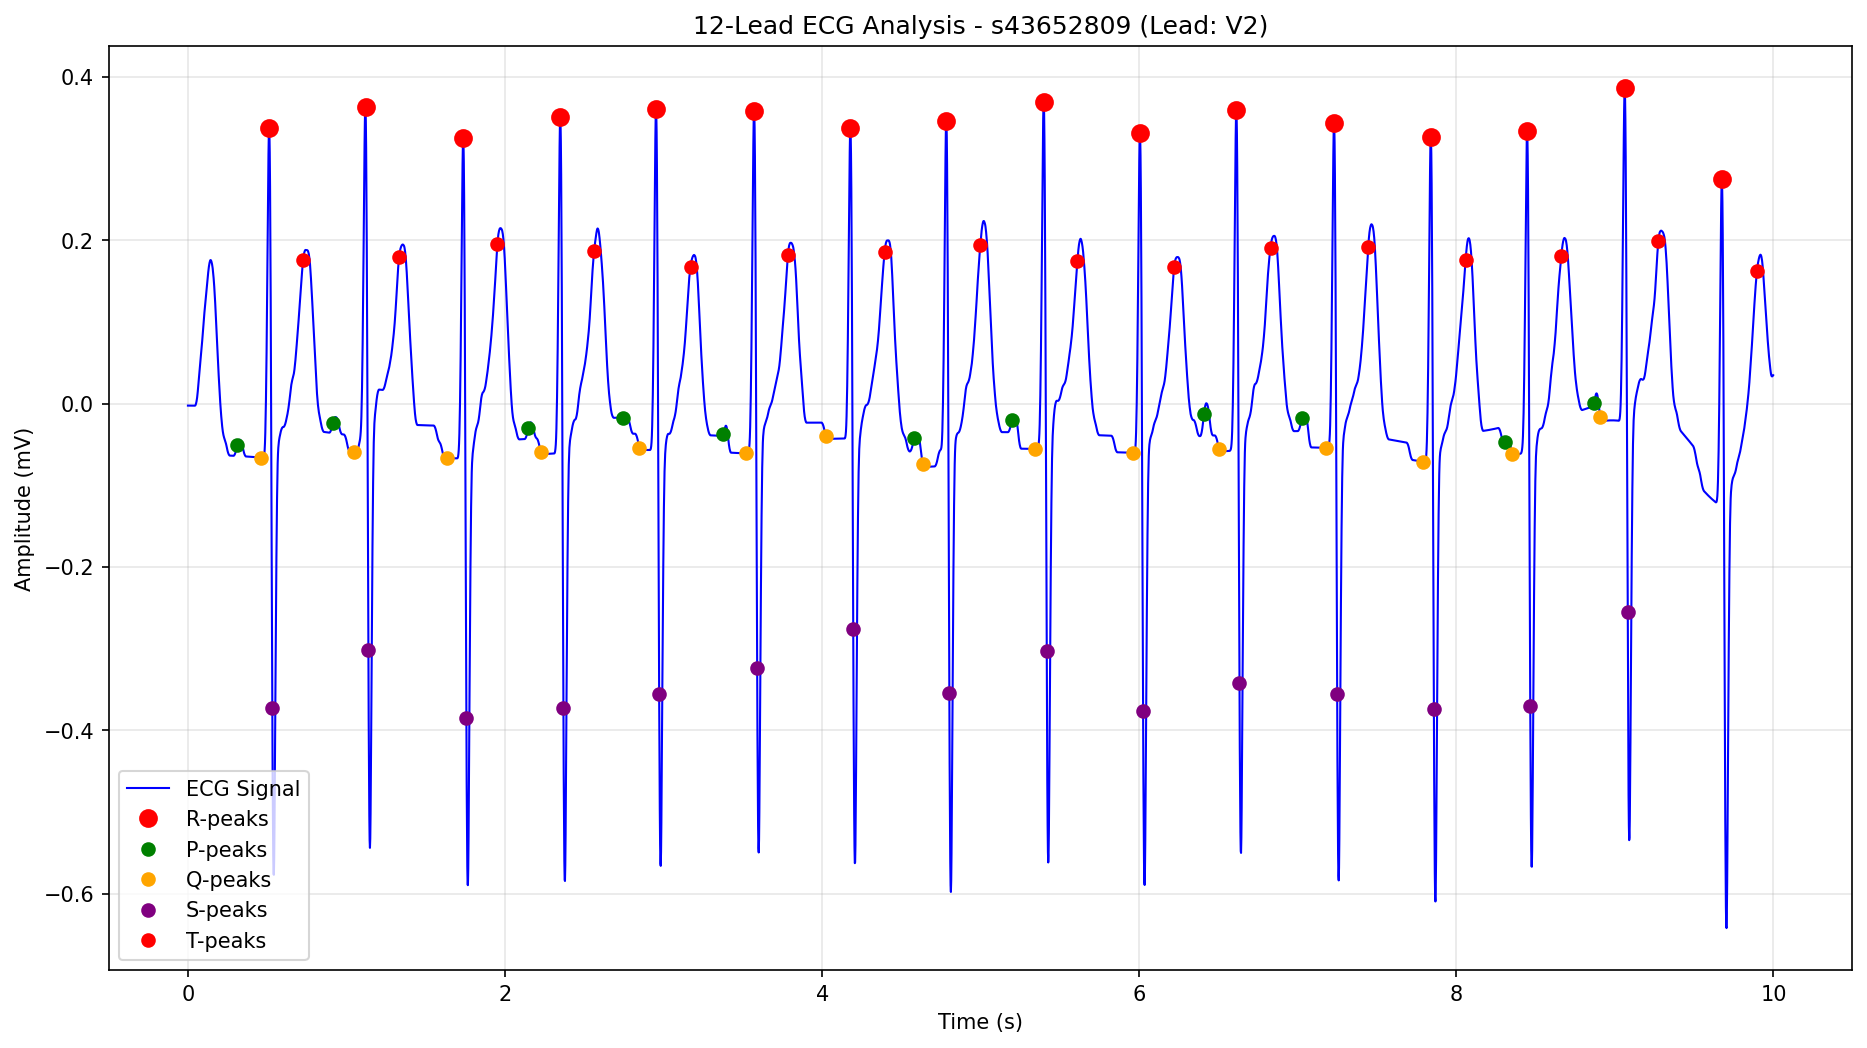 12-Lead ECG Analysis - s43652809 (Lead: V2)
Amplitude (mV)
0.4
0.2
0.0
−0.2
−0.4
−0.6
ECG Signal
R-peaks
P-peaks
Q-peaks
S-peaks
T-peaks
0 2 4 6 8 10
Time (s)